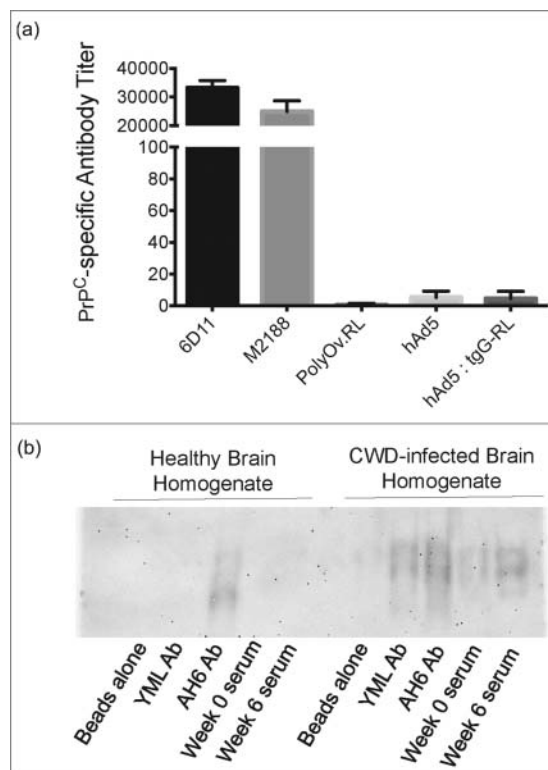 (a)
PrPC-specific Antibody Titer
40000
30000
20000
100
80
60
40
20
0
6D11
M2188
PolyOv.RL
hAd5
hAd5 : tgG-RL
(b)
Healthy Brain
Homogenate
CWD-infected Brain
Homogenate
Beads alone
YML Ab
AH6 Ab
Week 0 serum
Week 6 serum
Beads alone
YML Ab
AH6 Ab
Week 0 serum
Week 6 serum